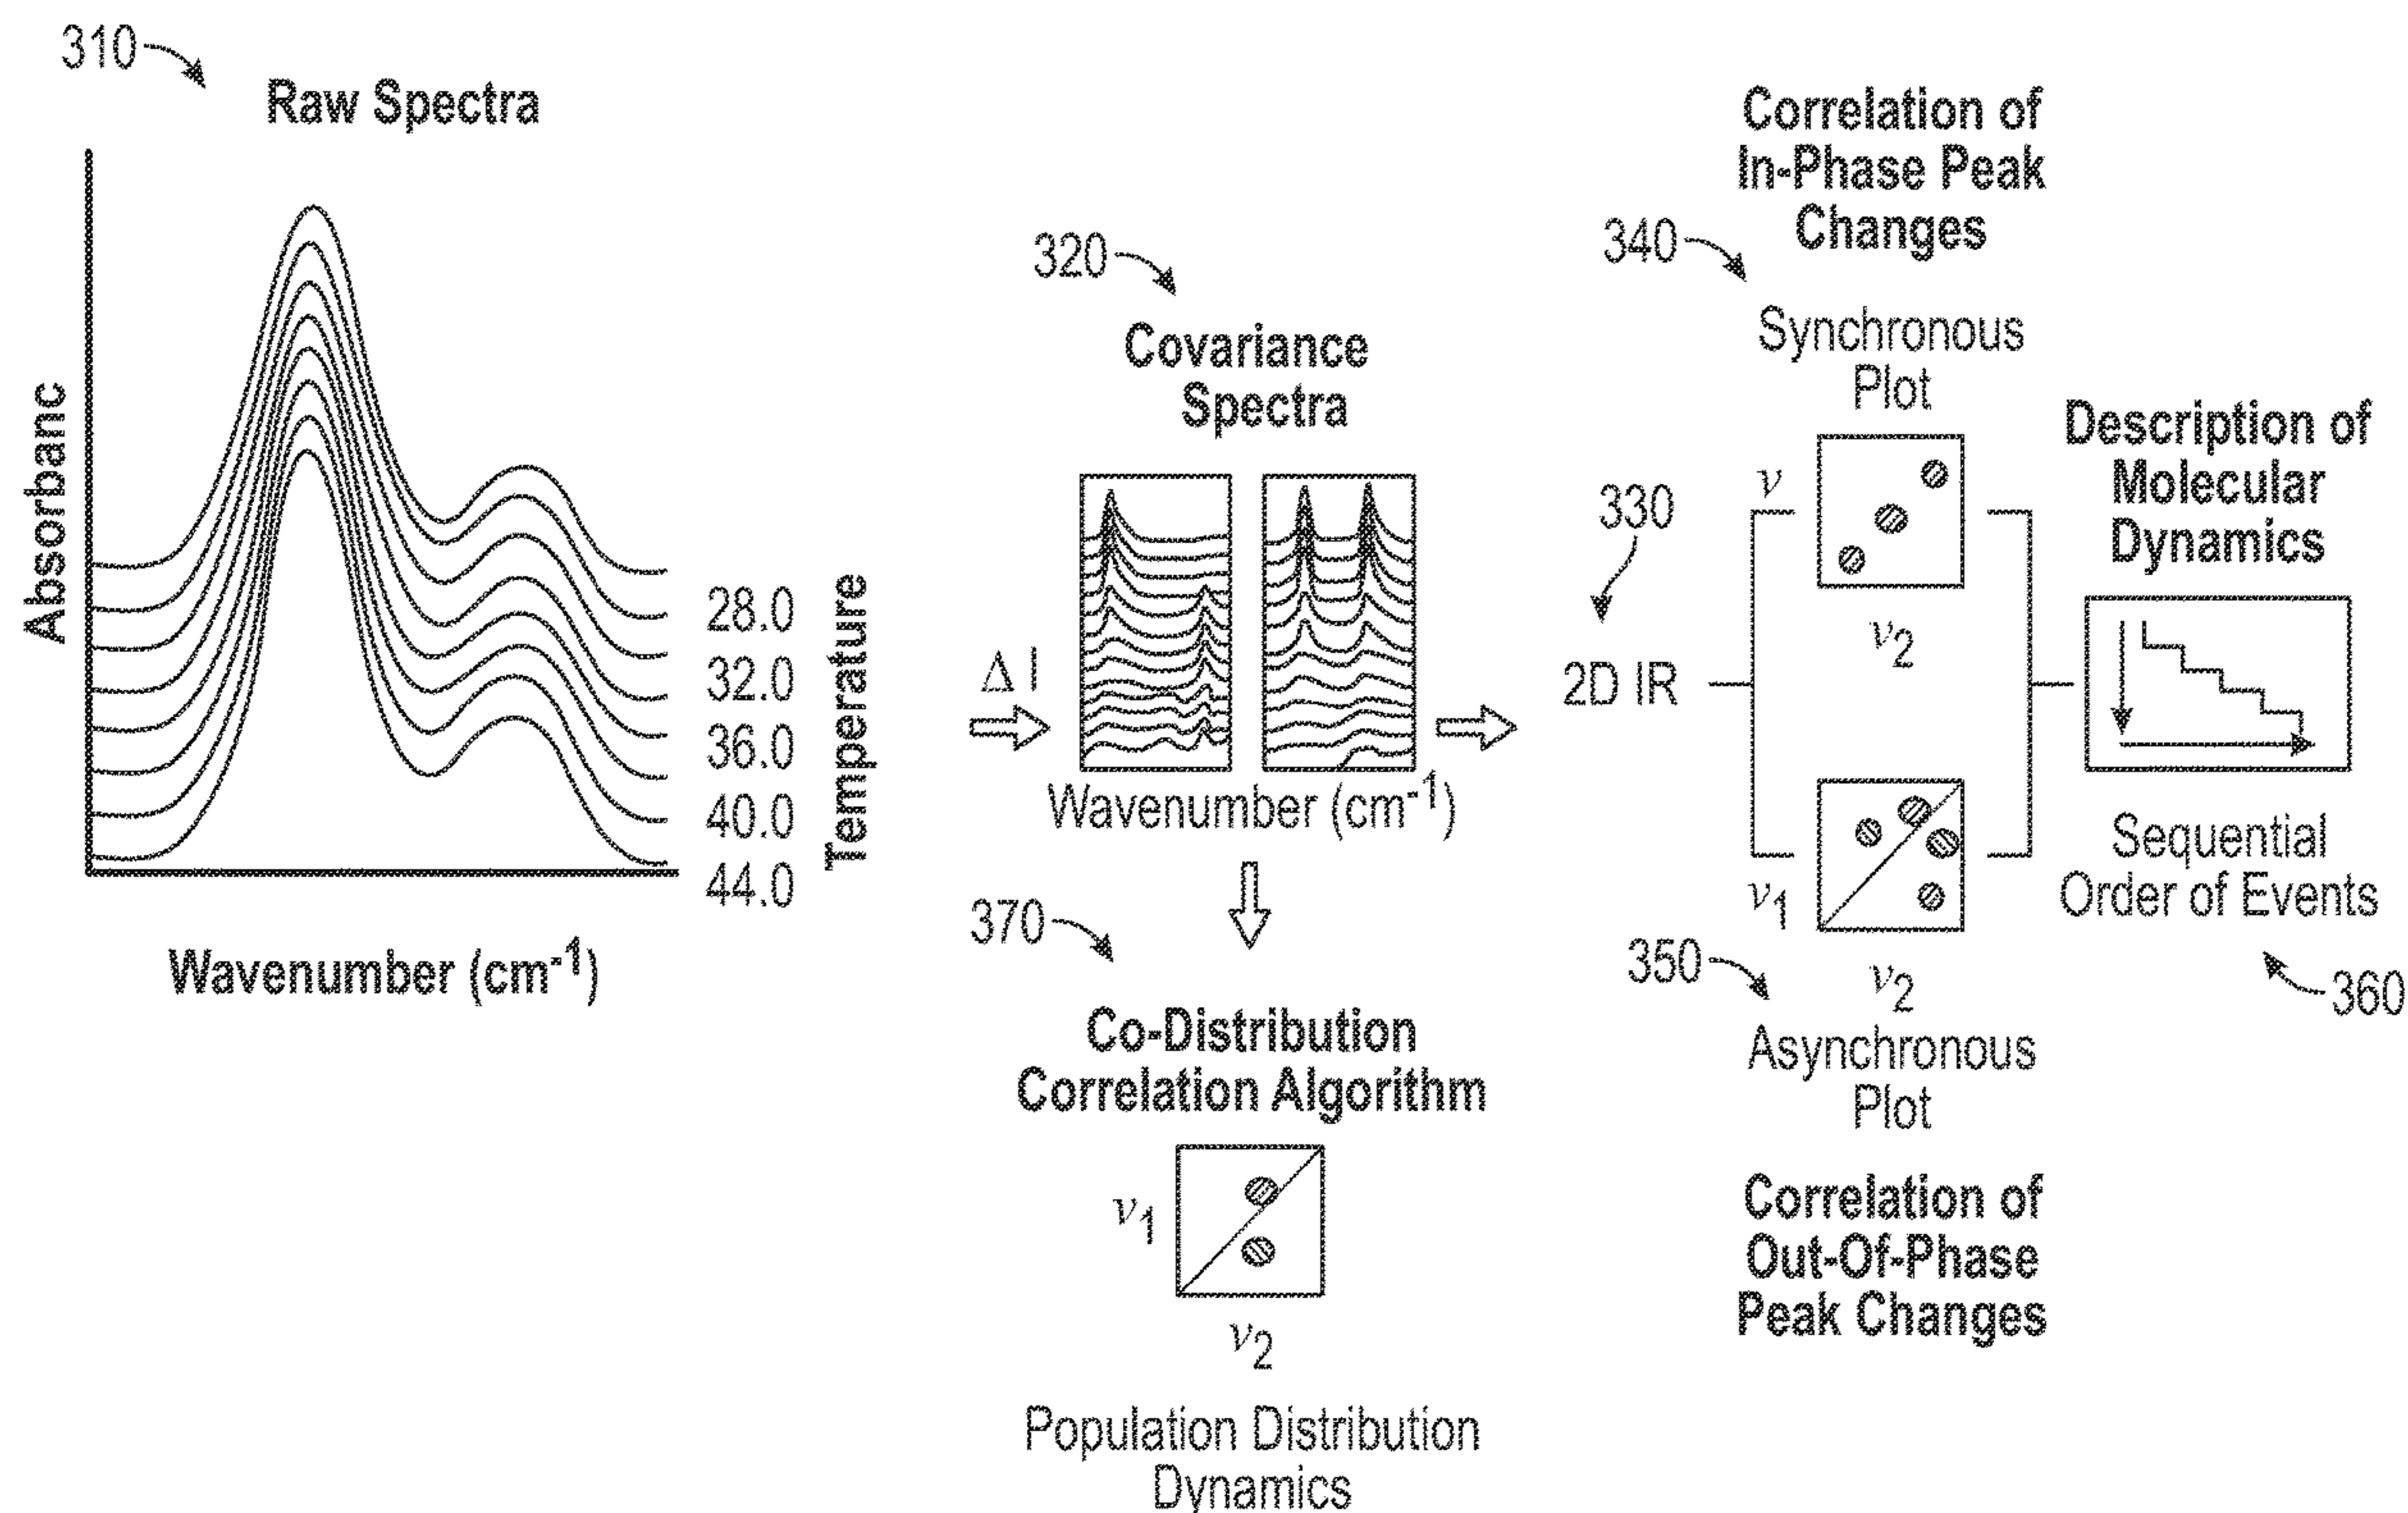 310
Raw Spectra
Absorbanc
28.0
32.0
36.0
40.0
44.0
Temperature
Wavenumber (cm-1)
Δ I
320
Covariance
Spectra
Wavenumber (cm-1)
330
2D IR
340
Correlation of
In-Phase Peak
Changes
Synchronous
Plot
ν
ν2
ν1
ν2
350
Asynchronous
Plot
Correlation of
Out-Of-Phase
Peak Changes
Description of
Molecular
Dynamics
Sequential
Order of Events
360
370
Co-Distribution
Correlation Algorithm
ν1
ν2
Population Distribution
Dynamics